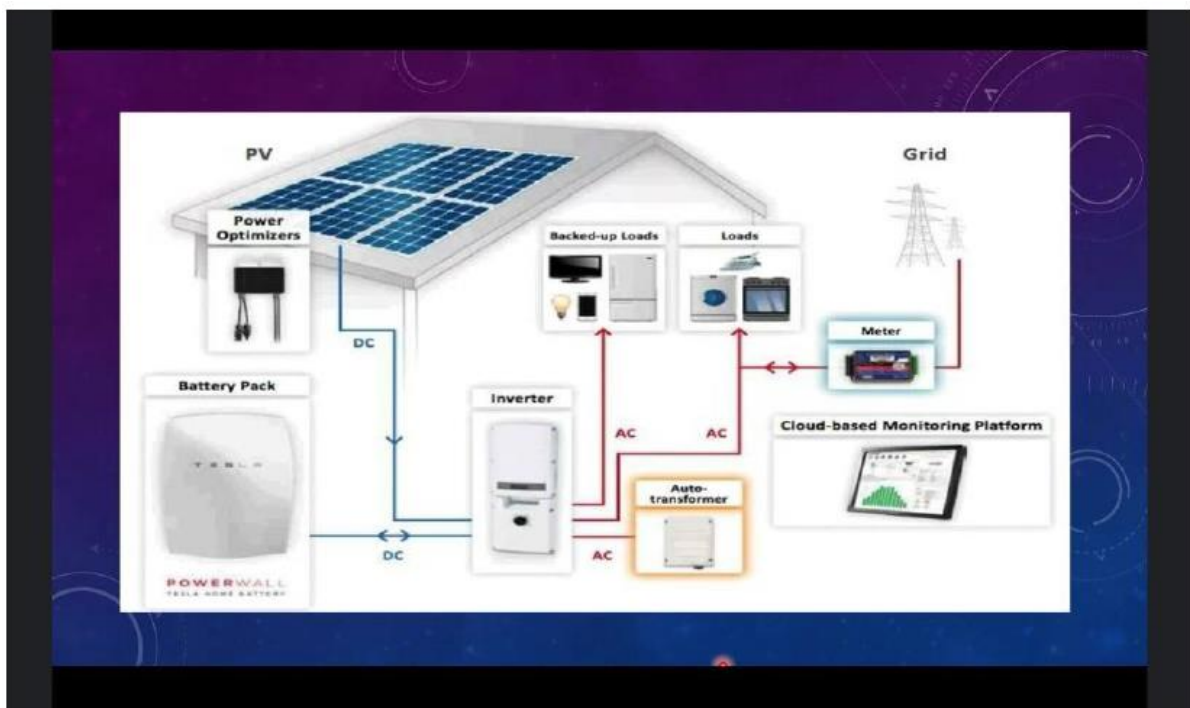 PV
Grid
Power
Optimizers
Backed-up Loads
Loads
DC
Meter
Battery Pack
Inverter
Cloud-based Monitoring Platform
AC
AC
Auto-
transformer
TESLA
DC
AC
POWERWALL
TESLA HOME BATTERY